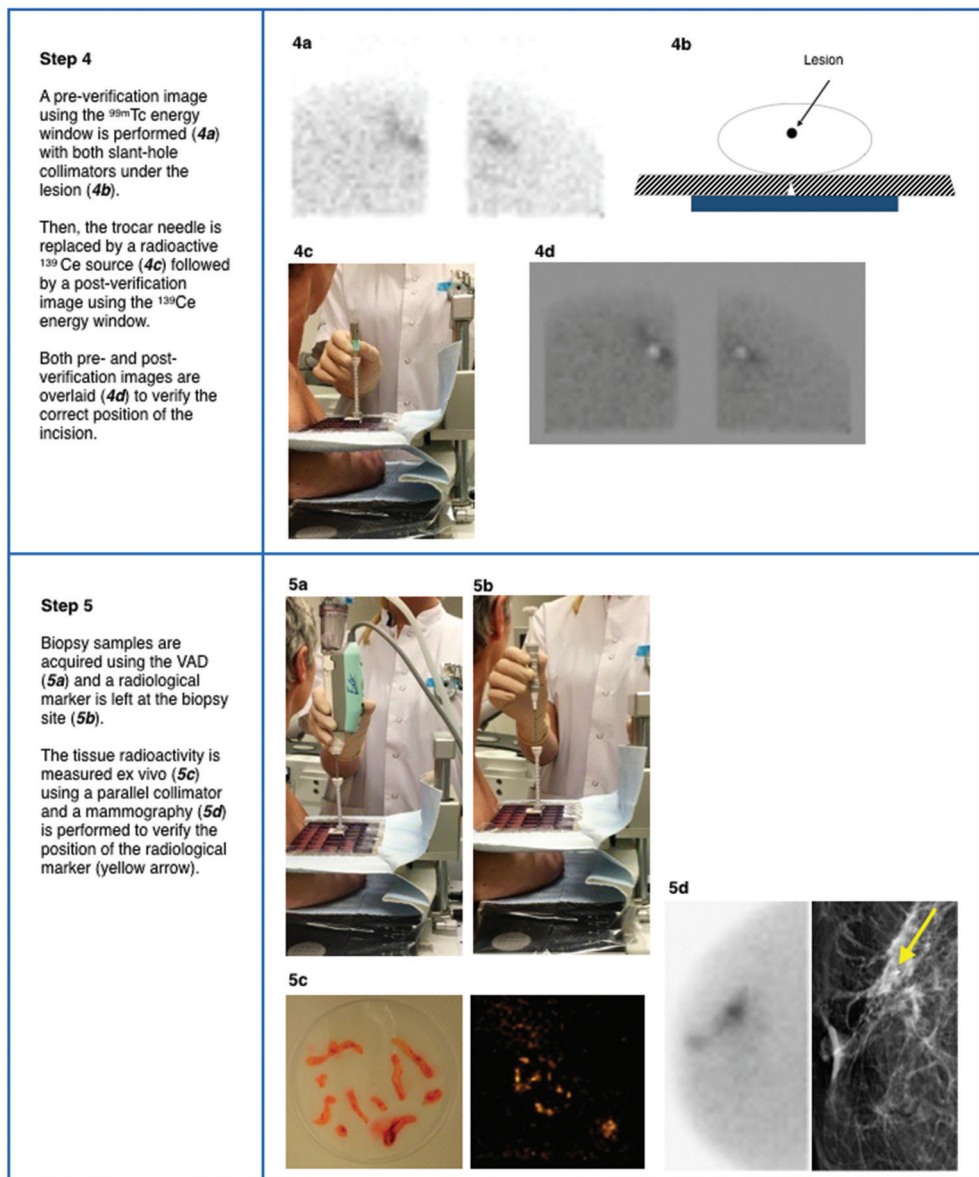 Step 4
A pre-verification image
using the ⁹⁹ᵐTc energy
window is performed (4a)
with both slant-hole
collimators under the
lesion (4b).
Then, the trocar needle is
replaced by a radioactive
¹³⁹ Ce source (4c) followed
by a post-verification
image using the ¹³⁹Ce
energy window.
Both pre- and post-
verification images are
overlaid (4d) to verify the
correct position of the
incision.
4a
4b
Lesion
4c
4d
Step 5
Biopsy samples are
acquired using the VAD
(5a) and a radiological
marker is left at the biopsy
site (5b).
The tissue radioactivity is
measured ex vivo (5c)
using a parallel collimator
and a mammography (5d)
is performed to verify the
position of the radiological
marker (yellow arrow).
5a
5b
5c
5d